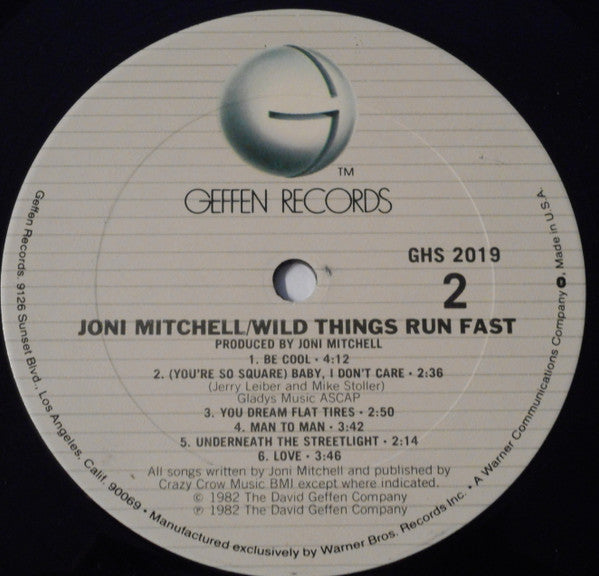 G
TM
GEFFEN RECORDS
GHS 2019
2
JONI MITCHELL/WILD THINGS RUN FAST
PRODUCED BY JONI MITCHELL
1. BE COOL • 4:12
2. (YOU'RE SO SQUARE) BABY, I DON'T CARE • 2:36
(Jerry Leiber and Mike Stoller)
Gladys Music ASCAP
3. YOU DREAM FLAT TIRES • 2:50
4. MAN TO MAN • 3:42
5. UNDERNEATH THE STREETLIGHT • 2:14
6. LOVE • 3:46
All songs written by Joni Mitchell and published by
Crazy Crow Music BMI except where indicated.
© 1982 The David Geffen Company
℗ 1982 The David Geffen Company
Geffen Records, 9126 Sunset Blvd., Los Angeles, Calif. 90069 • Manufactured exclusively by Warner Bros. Records Inc. • A Warner Communications Company, Made in U.S.A.